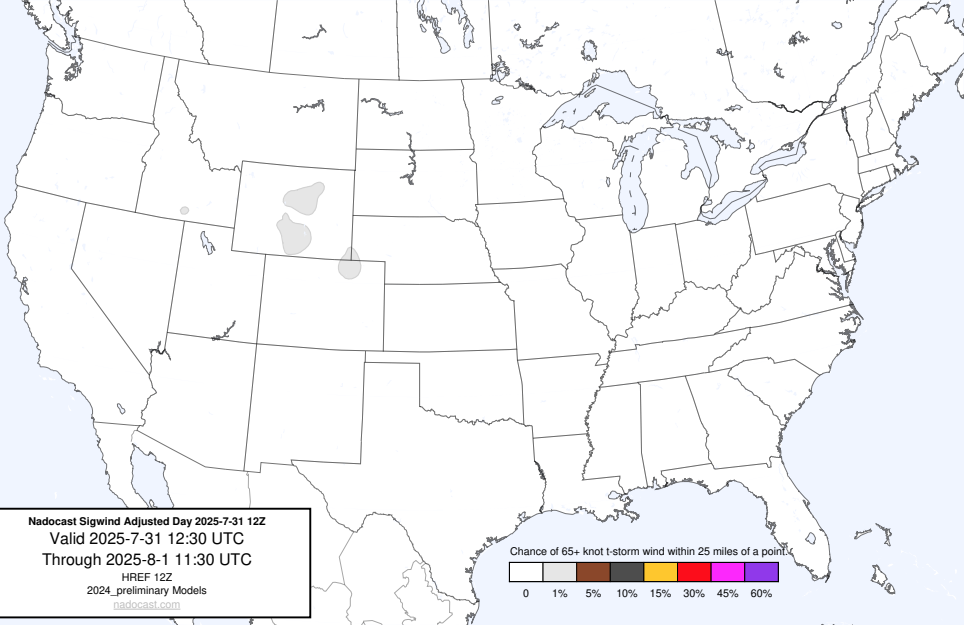 Nadocast Sigwind Adjusted Day 2025-7-31 12Z
Valid 2025-7-31 12:30 UTC
Through 2025-8-1 11:30 UTC
HREF 12Z
2024_preliminary Models
nadocast.com
Chance of 65+ knot t-storm wind within 25 miles of a point.
0 1% 5% 10% 15% 30% 45% 60%